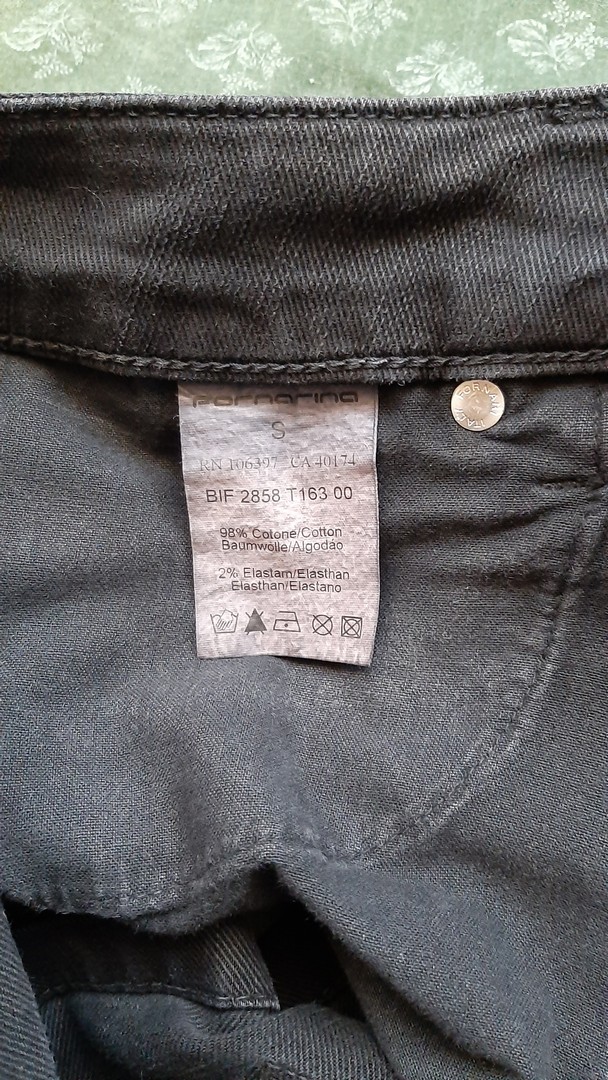 Fornarina
S
RN 106397 CA 40174
BIF 2858 T163 00
98% Cotone/Cotton
Baumwolle/Algodão
2% Elastam/Elasthan
Elasthan/Elastano